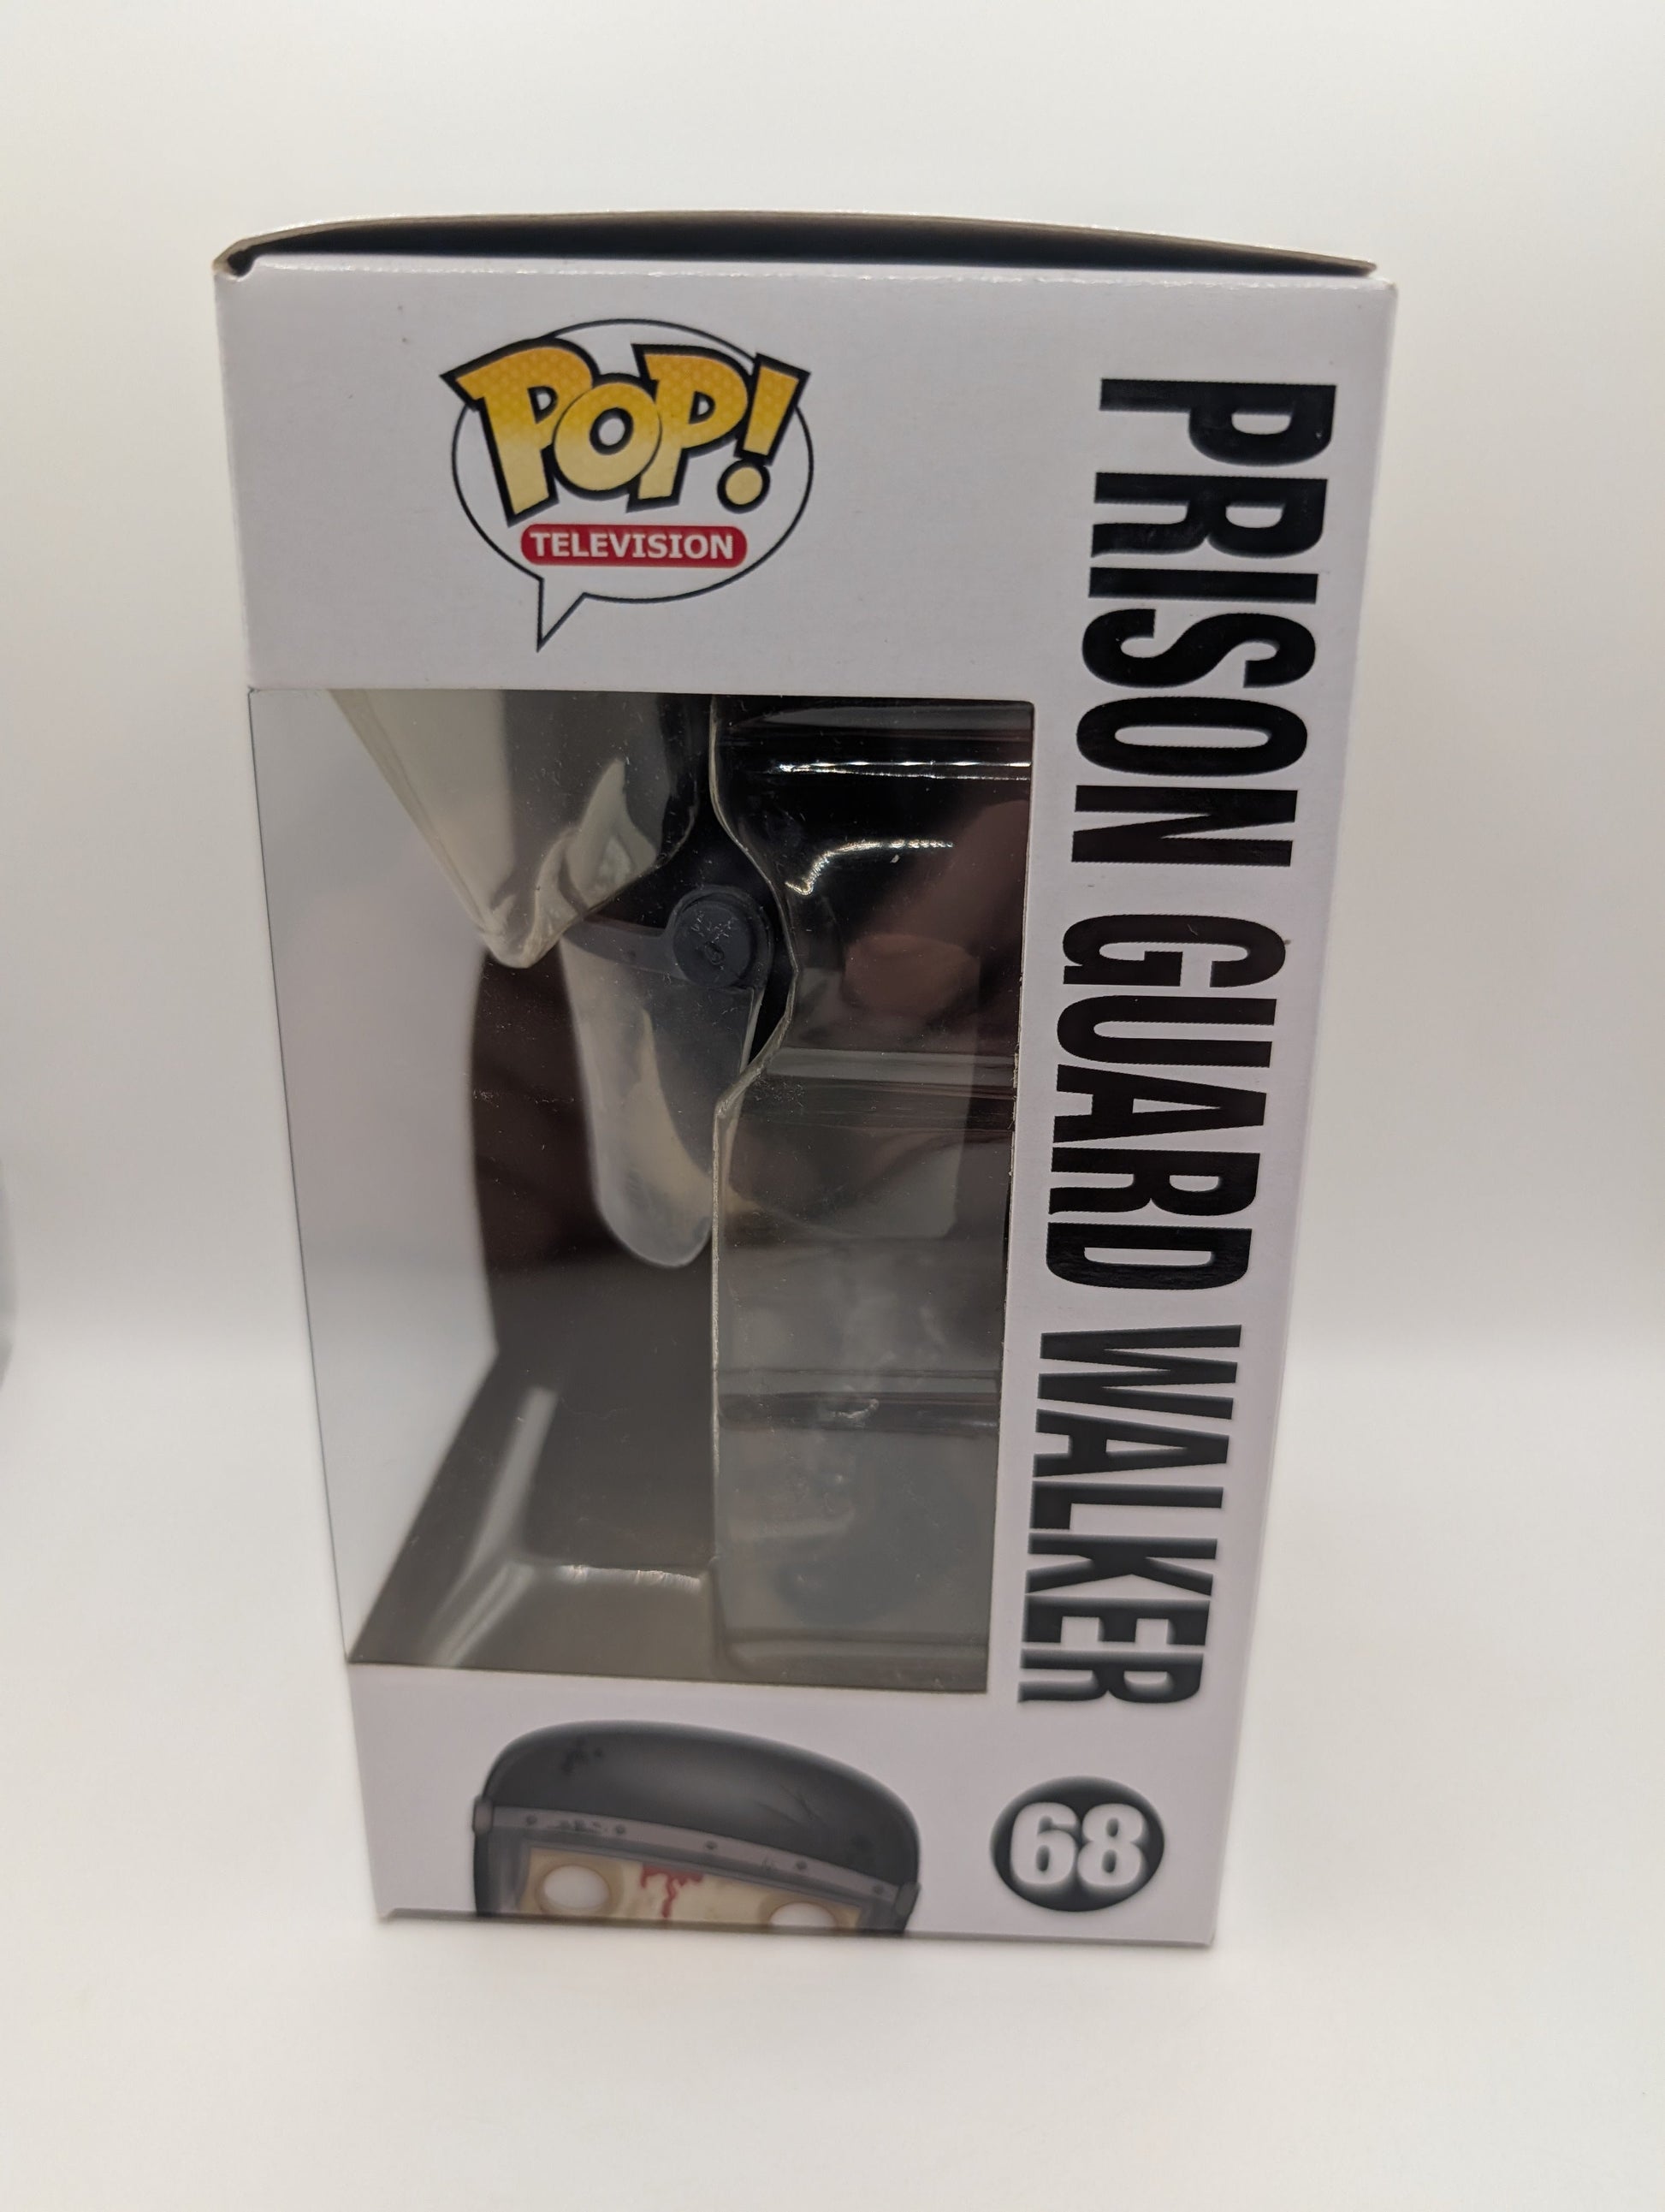 POP!
TELEVISION
PRISON GUARD WALKER
68